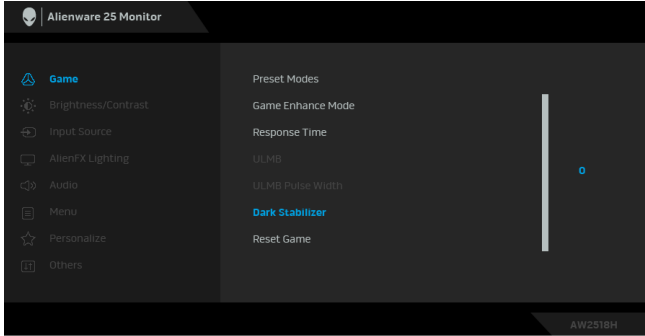 Alienware 25 Monitor
Game
Brightness/Contrast
Input Source
AlienFX Lighting
Audio
Menu
Personalize
Others
Preset Modes
Game Enhance Mode
Response Time
ULMB
ULMB Pulse Width
Dark Stabilizer
Reset Game
0
AW2518H